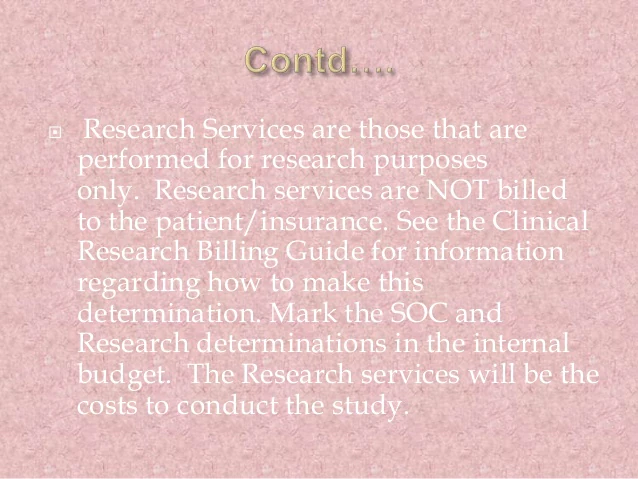 Contd....
Research Services are those that are
performed for research purposes
only.  Research services are NOT billed
to the patient/insurance. See the Clinical
Research Billing Guide for information
regarding how to make this
determination. Mark the SOC and
Research determinations in the internal
budget.  The Research services will be the
costs to conduct the study.